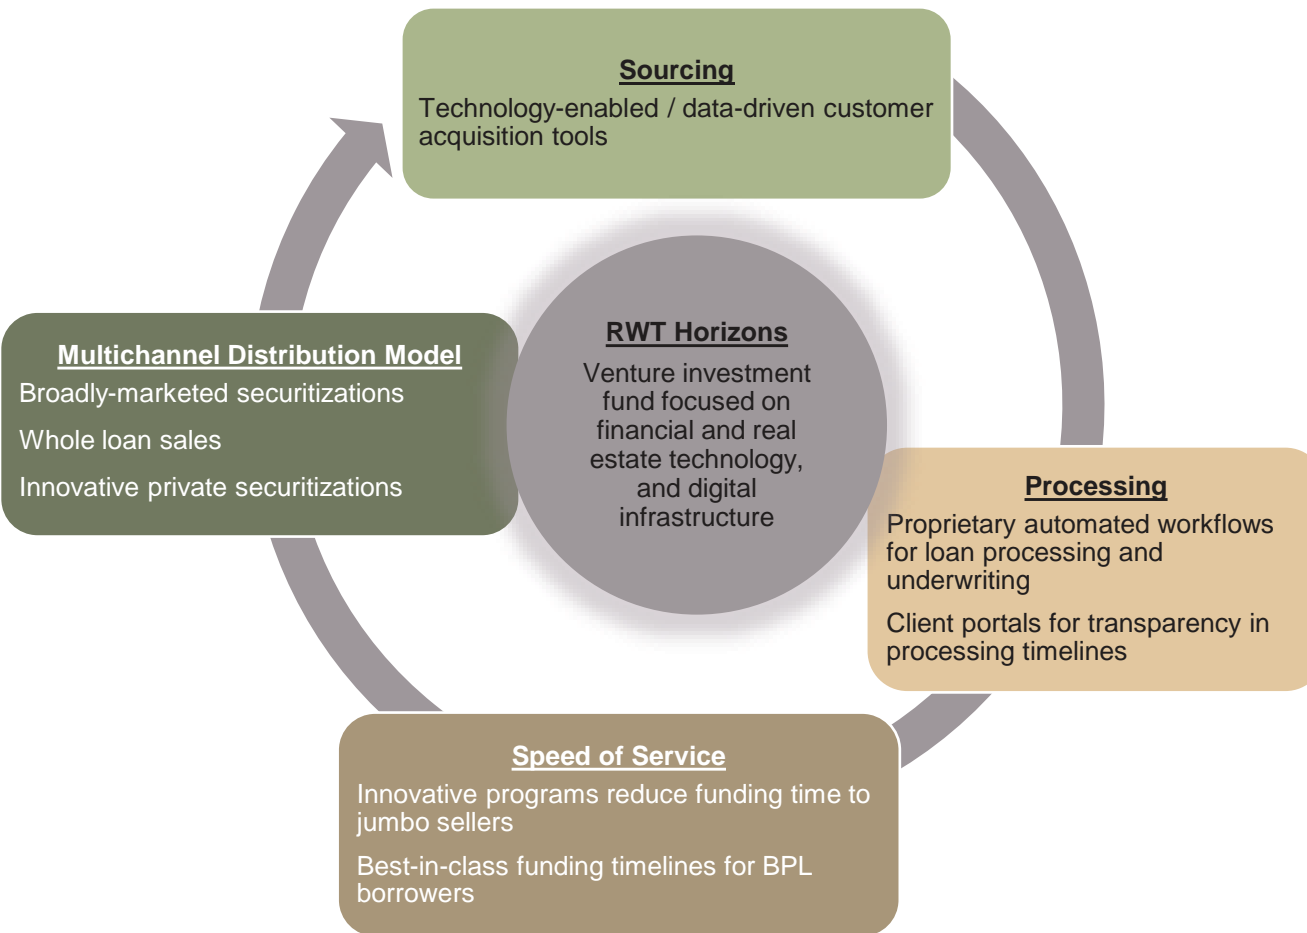 Sourcing
Technology-enabled / data-driven customer
acquisition tools
RWT Horizons
Venture investment
fund focused on
financial and real
estate technology,
and digital
infrastructure
Multichannel Distribution Model
Broadly-marketed securitizations
Whole loan sales
Innovative private securitizations
Processing
Proprietary automated workflows
for loan processing and
underwriting
Client portals for transparency in
processing timelines
Speed of Service
Innovative programs reduce funding time to
jumbo sellers
Best-in-class funding timelines for BPL
borrowers